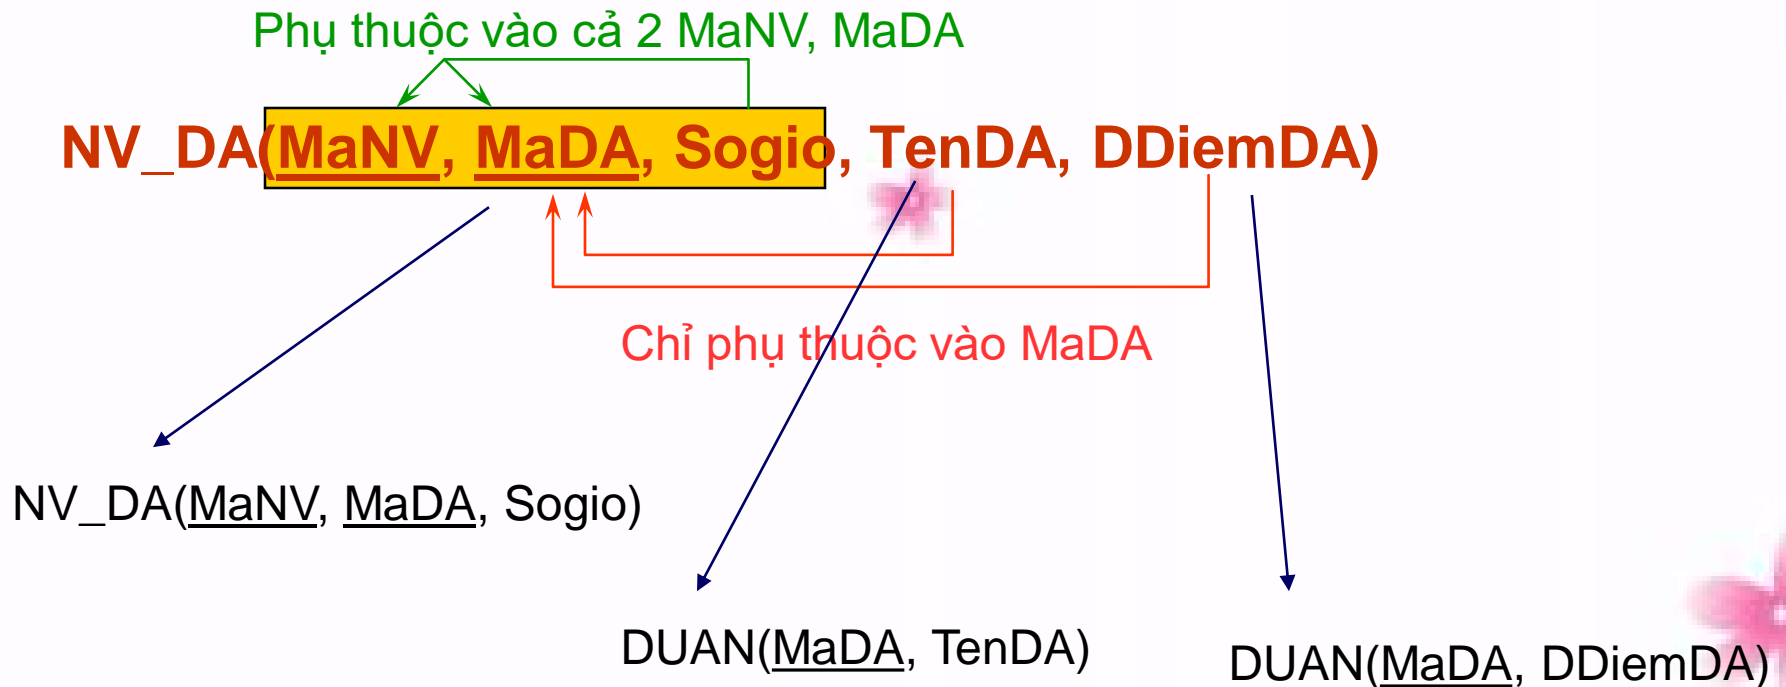 Phụ thuộc vào cả 2 MaNV, MaDA
NV_DA(MaNV, MaDA, Sogio, TenDA, DDiemDA)
Chỉ phụ thuộc vào MaDA
NV_DA(MaNV, MaDA, Sogio)
DUAN(MaDA, TenDA)
DUAN(MaDA, DDiemDA)